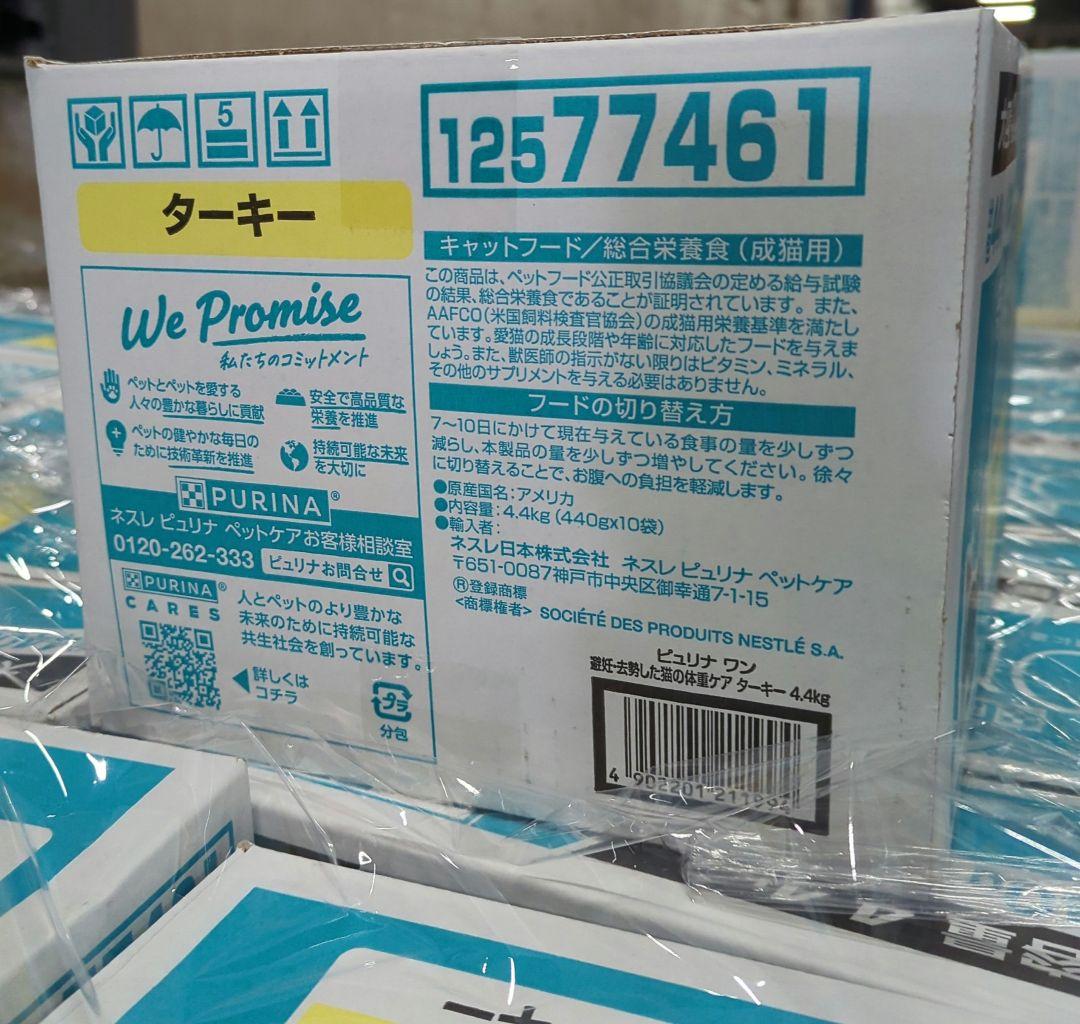 5
12577461
ターキー
We Promise
私たちのコミットメント
ペットとペットを愛する
人々の豊かな暮らしに貢献
安全で高品質な
栄養を推進
ペットの健やかな毎日の
ために技術革新を推進
持続可能な未来
を大切に
PURINA®
ネスレ ピュリナ ペットケアお客様相談室
0120-262-333 ピュリナお問合せ
PURINA®
CARES
人とペットのより豊かな
未来のために持続可能な
共生社会を創っています。
詳しくは
コチラ
プラ
分包
キャットフード/総合栄養食(成猫用)
この商品は、ペットフード公正取引協議会の定める給与試験
の結果、総合栄養食であることが証明されています。また、
AAFCO(米国飼料検査官協会)の成猫用栄養基準を満たし
ています。愛猫の成長段階や年齢に対応したフードを与えま
しょう。また、獣医師の指示がない限りはビタミン、ミネラル、
その他のサプリメントを与える必要はありません。
フードの切り替え方
7〜10日にかけて現在与えている食事の量を少しずつ
減らし、本製品の量を少しずつ増やしてください。徐々
に切り替えることで、お腹への負担を軽減します。
●原産国名:アメリカ
●内容量:4.4kg (440gx10袋)
●輸入者:
ネスレ日本株式会社 ネスレ ピュリナ ペットケア
〒651-0087神戸市中央区御幸通7-1-15
Ⓡ登録商標
<商標権者> SOCIÉTÉ DES PRODUITS NESTLÉ S.A.
ピュリナ ワン
避妊・去勢した猫の体重ケア ターキー 4.4kg
4 902201